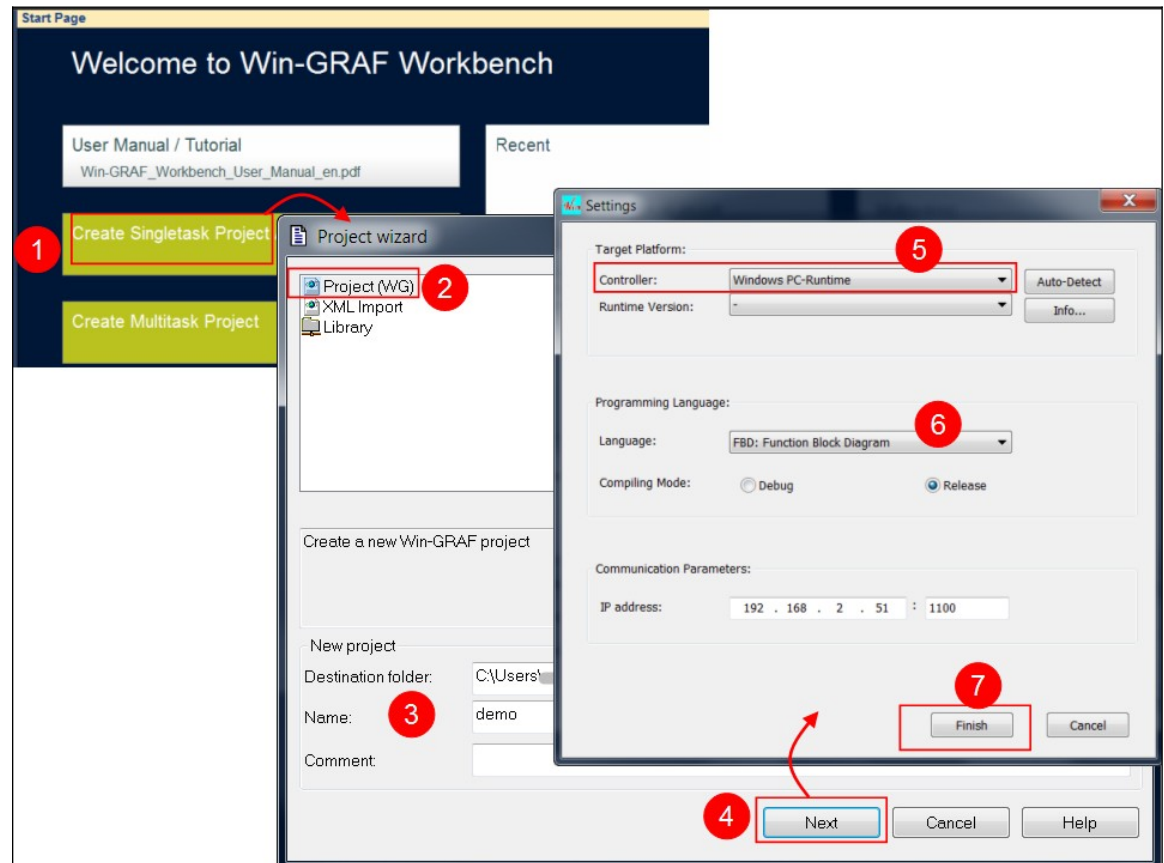 Start Page
Welcome to Win-GRAF Workbench
User Manual / Tutorial
Win-GRAF_Workbench_User_Manual_en.pdf
Recent
1
Create Singletask Project
Create Multitask Project
Project wizard
2
Project (WG)
XML Import
Library
Create a new Win-GRAF project
New project
Destination folder:
C:\Users\
Name:
3
demo
Comment:
4
Next
Cancel
Help
Settings
Target Platform:
5
Controller:
Windows PC-Runtime
Auto-Detect
Runtime Version:
-
Info...
Programming Language:
6
Language:
FBD: Function Block Diagram
Compiling Mode:
Debug
Release
Communication Parameters:
IP address:
192 . 168 . 2 . 51 : 1100
7
Finish
Cancel